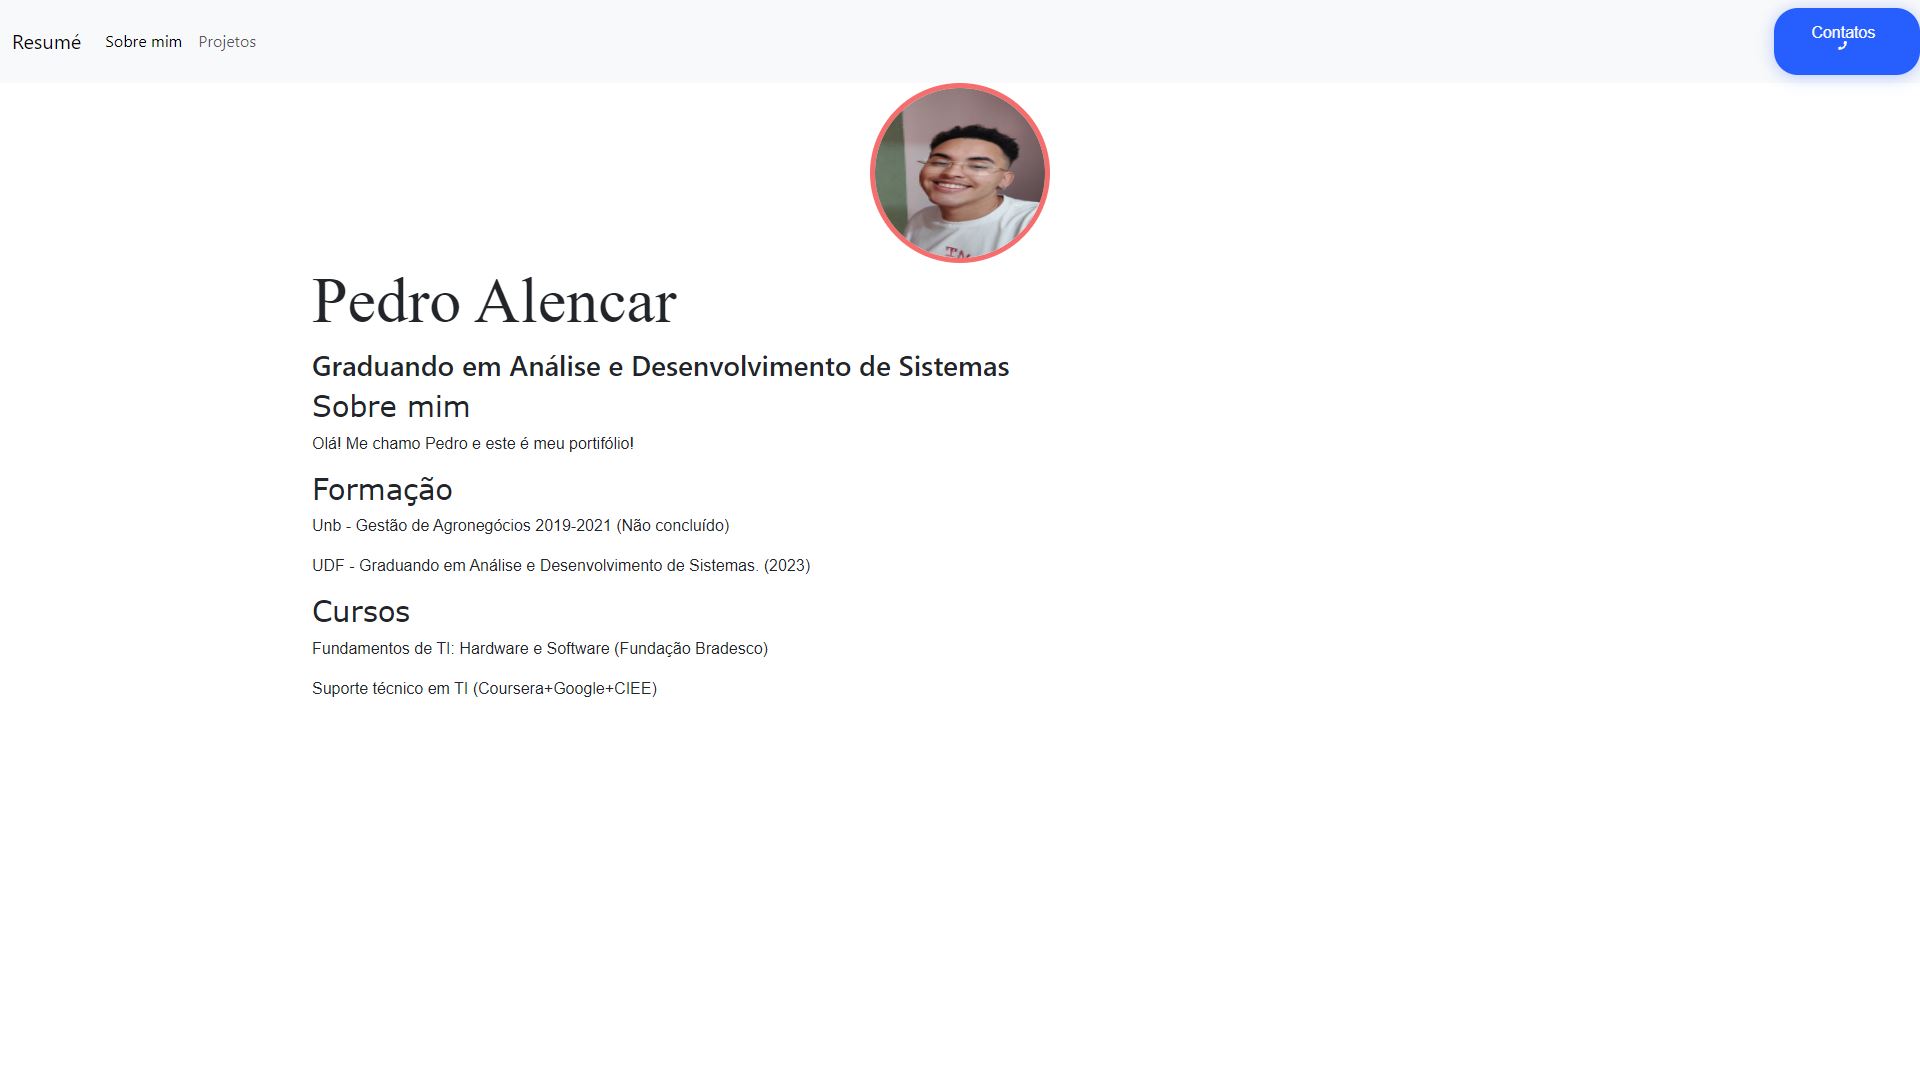 Resumé Sobre mim Projetos Contatos
Pedro Alencar
Graduando em Análise e Desenvolvimento de Sistemas
Sobre mim
Olá! Me chamo Pedro e este é meu portifólio!
Formação
Unb - Gestão de Agronegócios 2019-2021 (Não concluído)
UDF - Graduando em Análise e Desenvolvimento de Sistemas. (2023)
Cursos
Fundamentos de TI: Hardware e Software (Fundação Bradesco)
Suporte técnico em TI (Coursera+Google+CIEE)